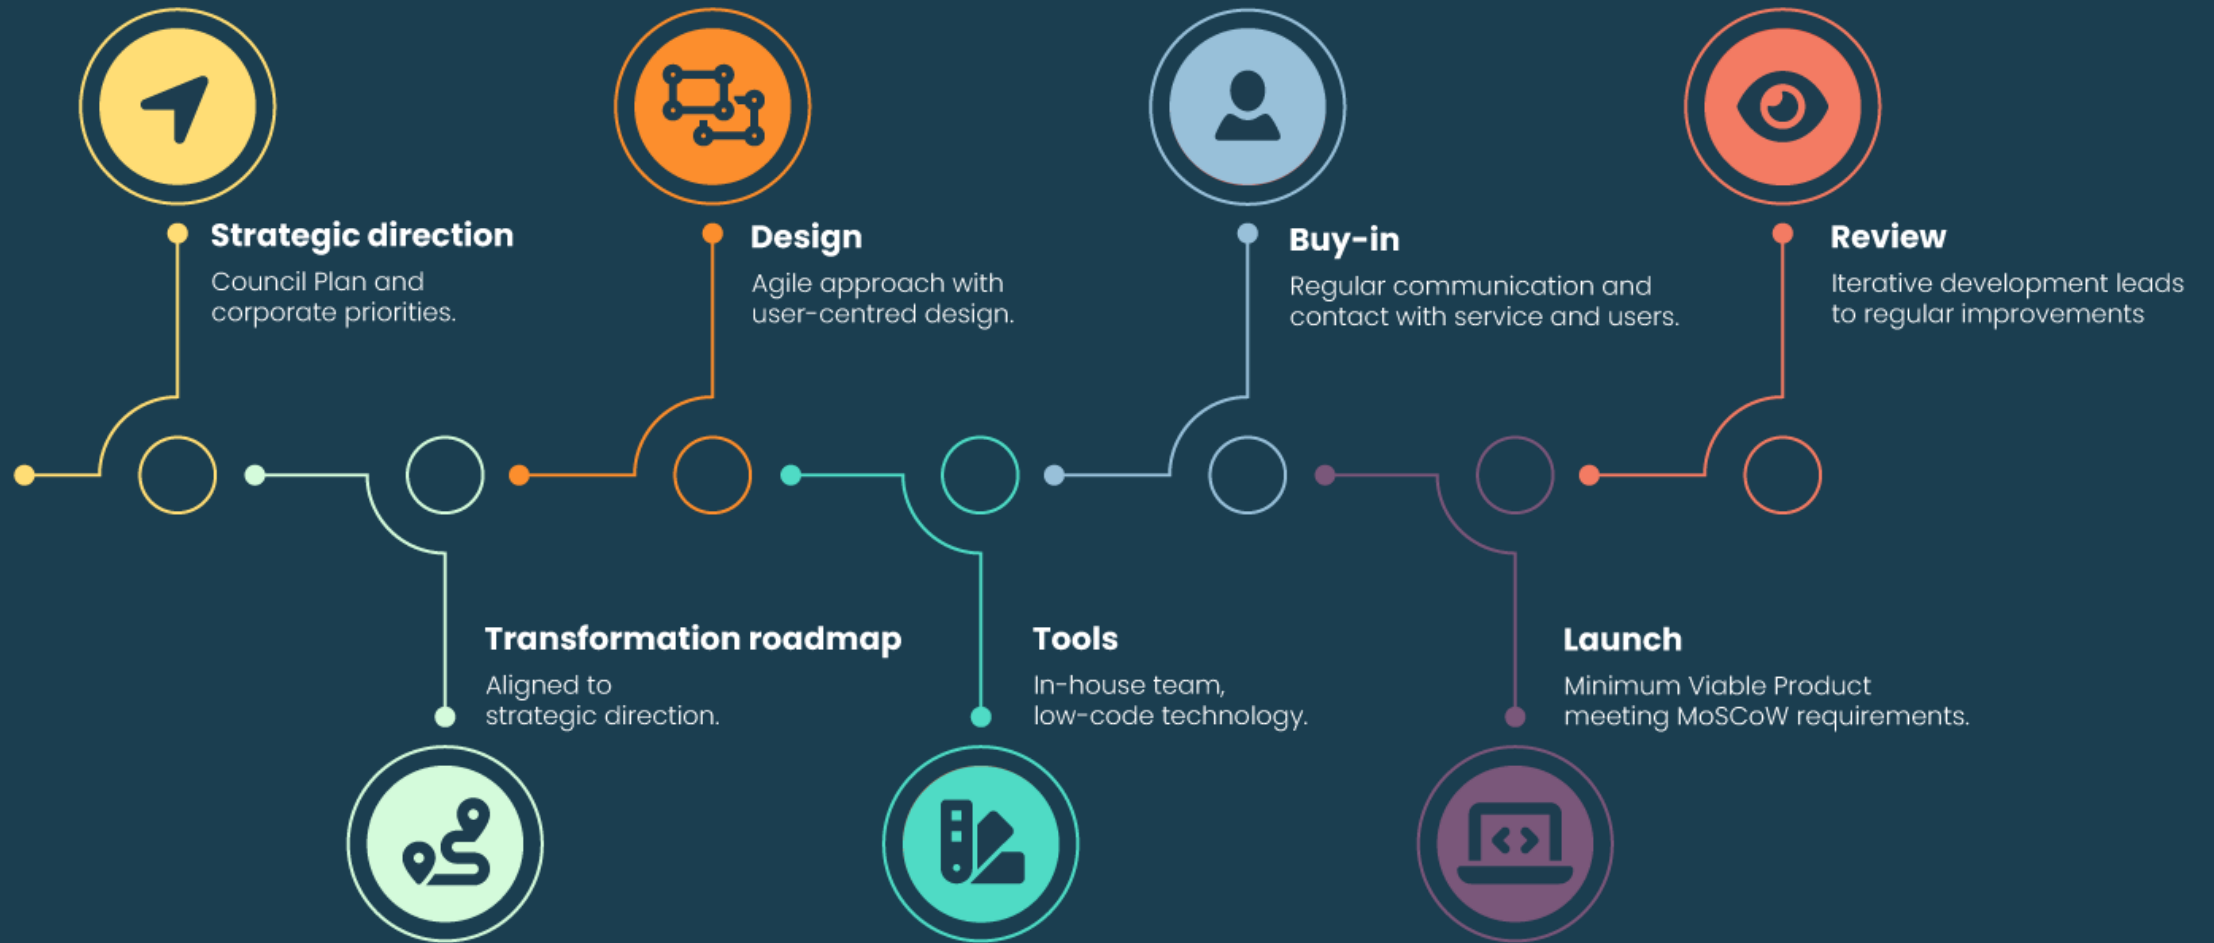 Strategic direction
Council Plan and
corporate priorities.
Transformation roadmap
Aligned to
strategic direction.
Design
Agile approach with
user-centred design.
Tools
In-house team,
low-code technology.
Buy-in
Regular communication and
contact with service and users.
Launch
Minimum Viable Product
meeting MoSCoW requirements.
Review
Iterative development leads
to regular improvements